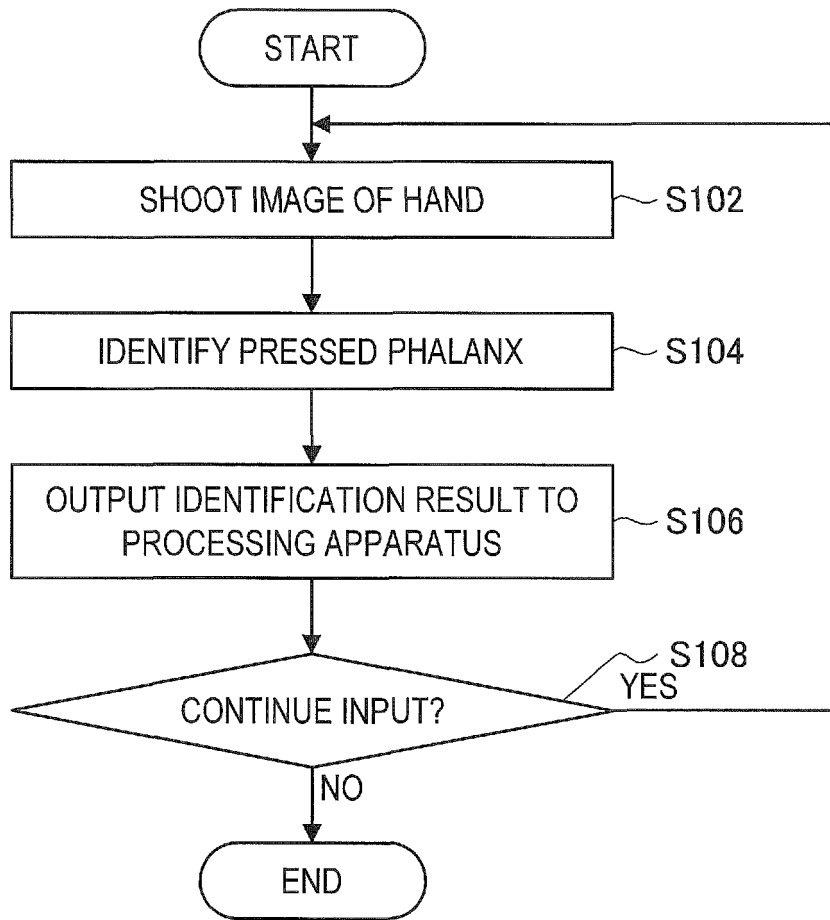 START
SHOOT IMAGE OF HAND
S102
IDENTIFY PRESSED PHALANX
S104
OUTPUT IDENTIFICATION RESULT TO
PROCESSING APPARATUS
S106
S108
CONTINUE INPUT?
YES
NO
END